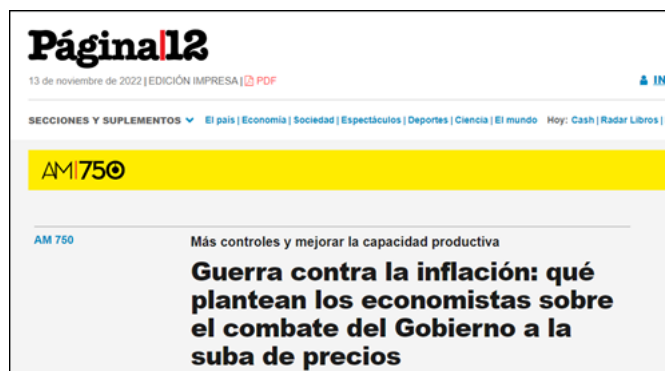 Página|12
13 de noviembre de 2022 | EDICIÓN IMPRESA | PDF
IN
SECCIONES Y SUPLEMENTOS El país | Economía | Sociedad | Espectáculos | Deportes | Ciencia | El mundo Hoy: Cash | Radar Libros |
AM|750
AM 750
Más controles y mejorar la capacidad productiva
Guerra contra la inflación: qué
plantean los economistas sobre
el combate del Gobierno a la
suba de precios